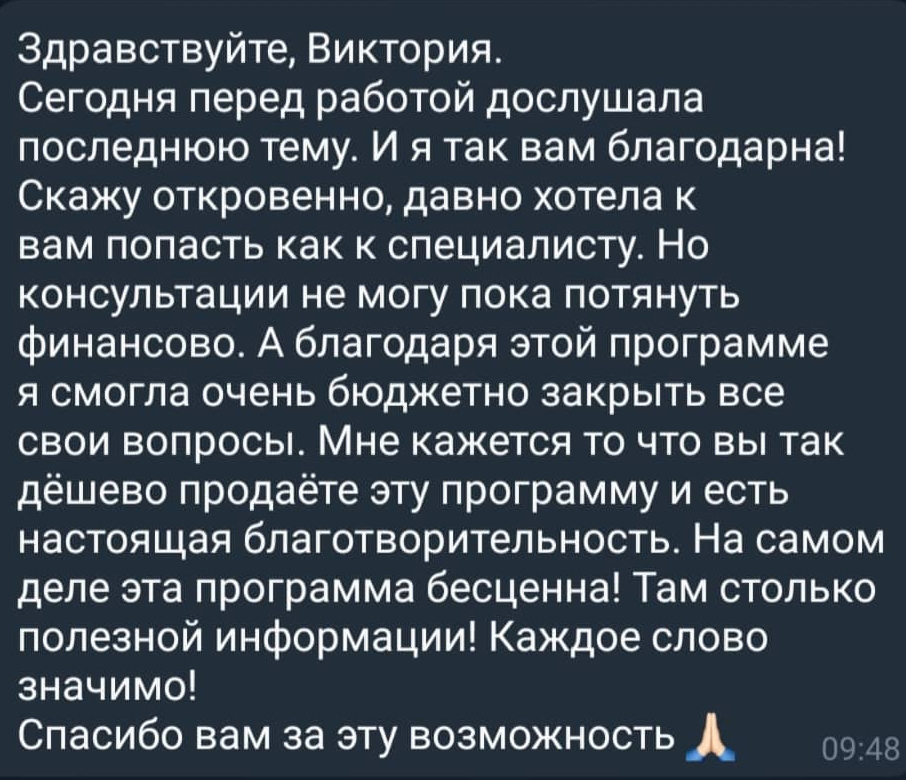 Здравствуйте, Виктория.
Сегодня перед работой дослушала
последнюю тему. И я так вам благодарна!
Скажу откровенно, давно хотела к
вам попасть как к специалисту. Но
консультации не могу пока потянуть
финансово. А благодаря этой программе
я смогла очень бюджетно закрыть все
свои вопросы. Мне кажется то что вы так
дёшево продаёте эту программу и есть
настоящая благотворительность. На самом
деле эта программа бесценна! Там столько
полезной информации! Каждое слово
значимо!
Спасибо вам за эту возможность 🙏🏻 09:48